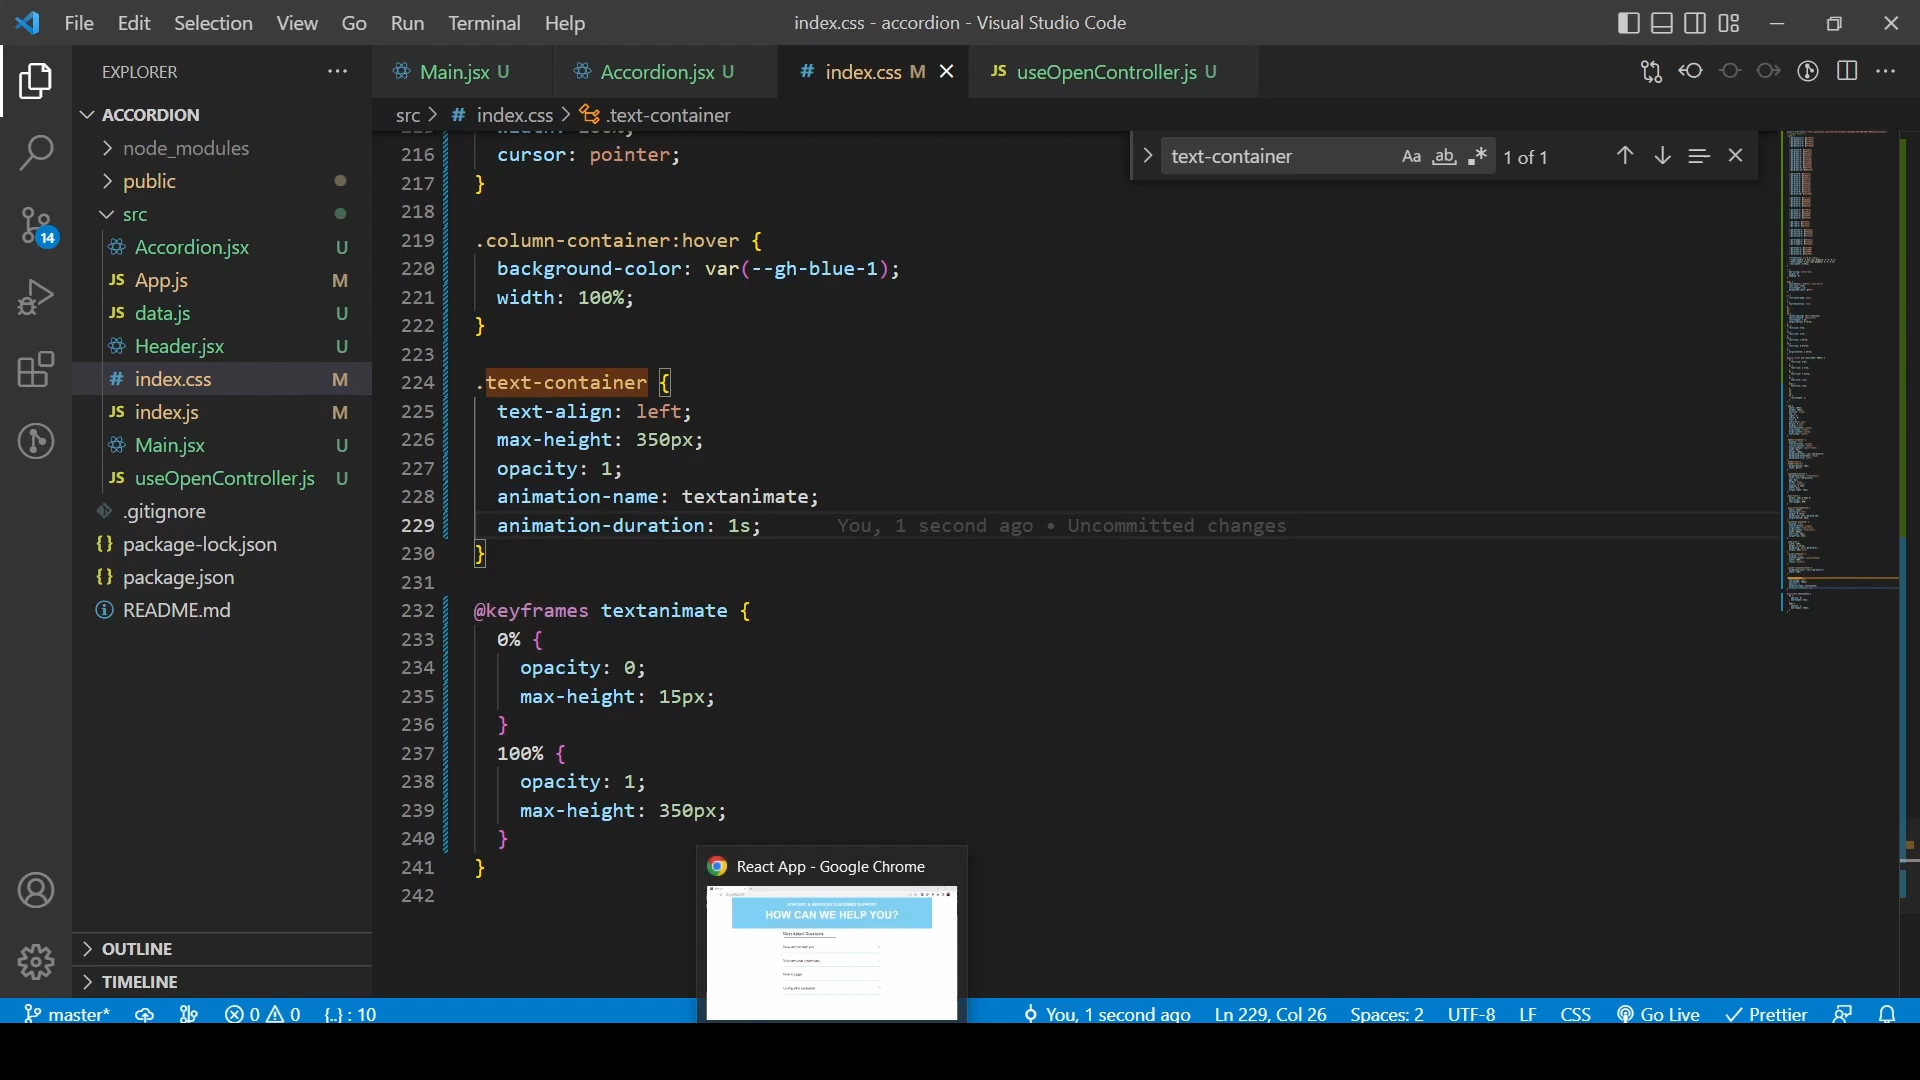 File Edit Selection View Go Run Terminal Help
index.css - accordion - Visual Studio Code
EXPLORER
ACCORDION
node_modules
public
src
Accordion.jsx U
App.js M
data.js U
Header.jsx U
index.css M
index.js M
Main.jsx U
useOpenController.js U
.gitignore
package-lock.json
package.json
README.md
OUTLINE
TIMELINE
14
Main.jsx U
Accordion.jsx U
index.css M
useOpenController.js U
src > index.css > .text-container
text-container
Aa ab 1 of 1
216 cursor: pointer;
217 }
218
219 .column-container:hover {
220 background-color: var(--gh-blue-1);
221 width: 100%;
222 }
223
224 .text-container {
225 text-align: left;
226 max-height: 350px;
227 opacity: 1;
228 animation-name: textanimate;
229 animation-duration: 1s; You, 1 second ago • Uncommitted changes
230 }
231
232 @keyframes textanimate {
233 0% {
234 opacity: 0;
235 max-height: 15px;
236 }
237 100% {
238 opacity: 1;
239 max-height: 350px;
240 }
241 }
242
React App - Google Chrome
HOW CAN WE HELP YOU?
master* 0 0 {..} : 10 You, 1 second ago Ln 229, Col 26 Spaces: 2 UTF-8 LF CSS Go Live Prettier